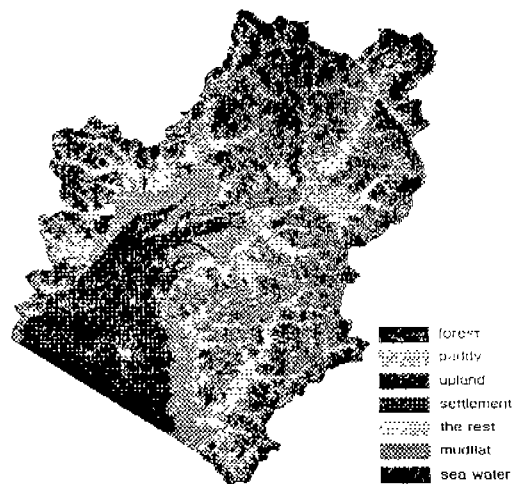 forest
paddy
upland
settlement
the rest
mudflat
sea water